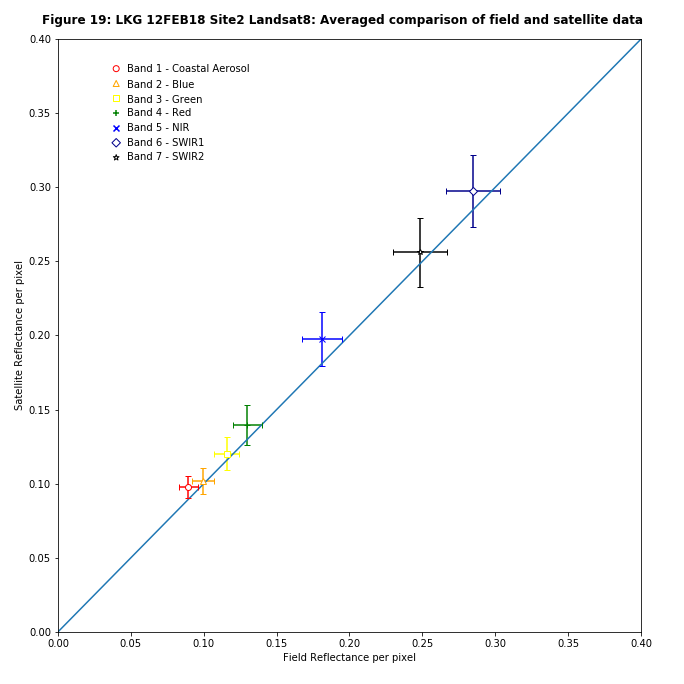 Figure 19: LKG 12FEB18 Site2 Landsat8: Averaged comparison of field and satellite data
0.40
Band 1 - Coastal Aerosol
Band 2 - Blue
Band 3 - Green
Band 4 - Red
Band 5 - NIR
Band 6 - SWIR1
Band 7 - SWIR2
0.35
0.30
0.25
0.20
0.15
0.10
0.05
0.00
Satellite Reflectance per pixel
0.00 0.05 0.10 0.15 0.20 0.25 0.30 0.35 0.40
Field Reflectance per pixel